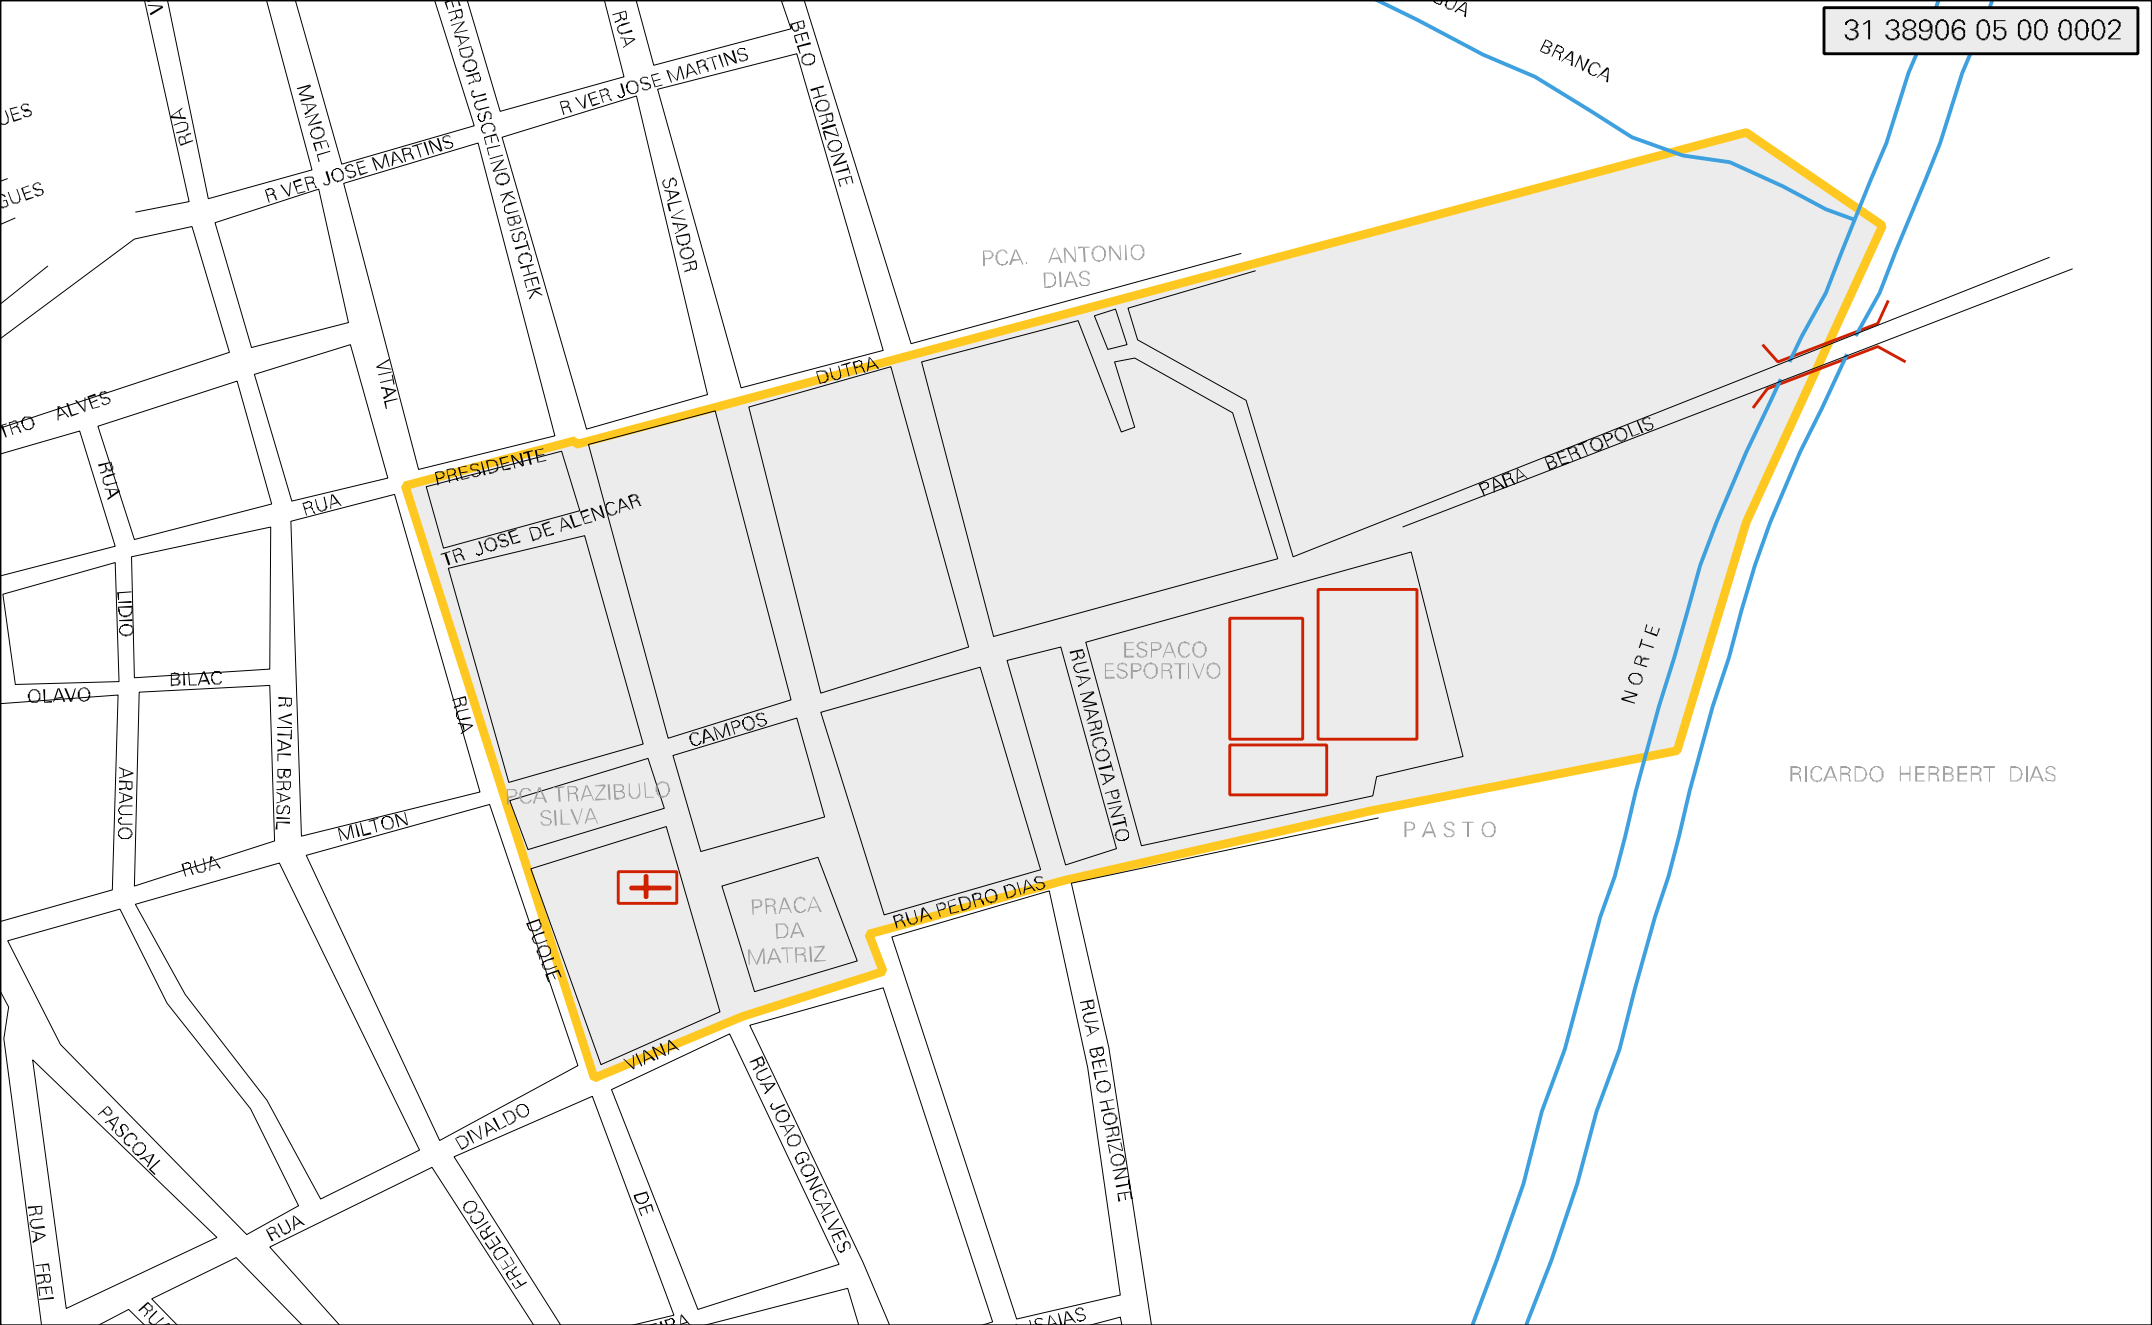 31 38906 05 00 0002
BRANCA
RUA
MANOEL
VITAL
ERNADOR JUSCELINO KUBISTCHEK
RUA
SALVADOR
BELO HORIZONTE
R VER JOSE MARTINS
R VER JOSE MARTINS
PCA. ANTONIO
DIAS
ALVES
RUA
LIDIO
ARAUJO
RUA
PRESIDENTE
DUTRA
TR JOSE DE ALENCAR
PARA BERTOPOLIS
OLAVO
BILAC
R VITAL BRASIL
RUA
MILTON
CAMPOS
RUA
DUQUE
DE
PCA TRAZIBULO
SILVA
ESPACO
ESPORTIVO
RUA MARICOTA PINTO
NORTE
RICARDO HERBERT DIAS
PASTO
PRACA
DA
MATRIZ
RUA PEDRO DIAS
RUA
DIVALDO
VIANA
RUA JOAO GONCALVES
RUA BELO HORIZONTE
PASCOAL
FREDERICO
RUA FREI